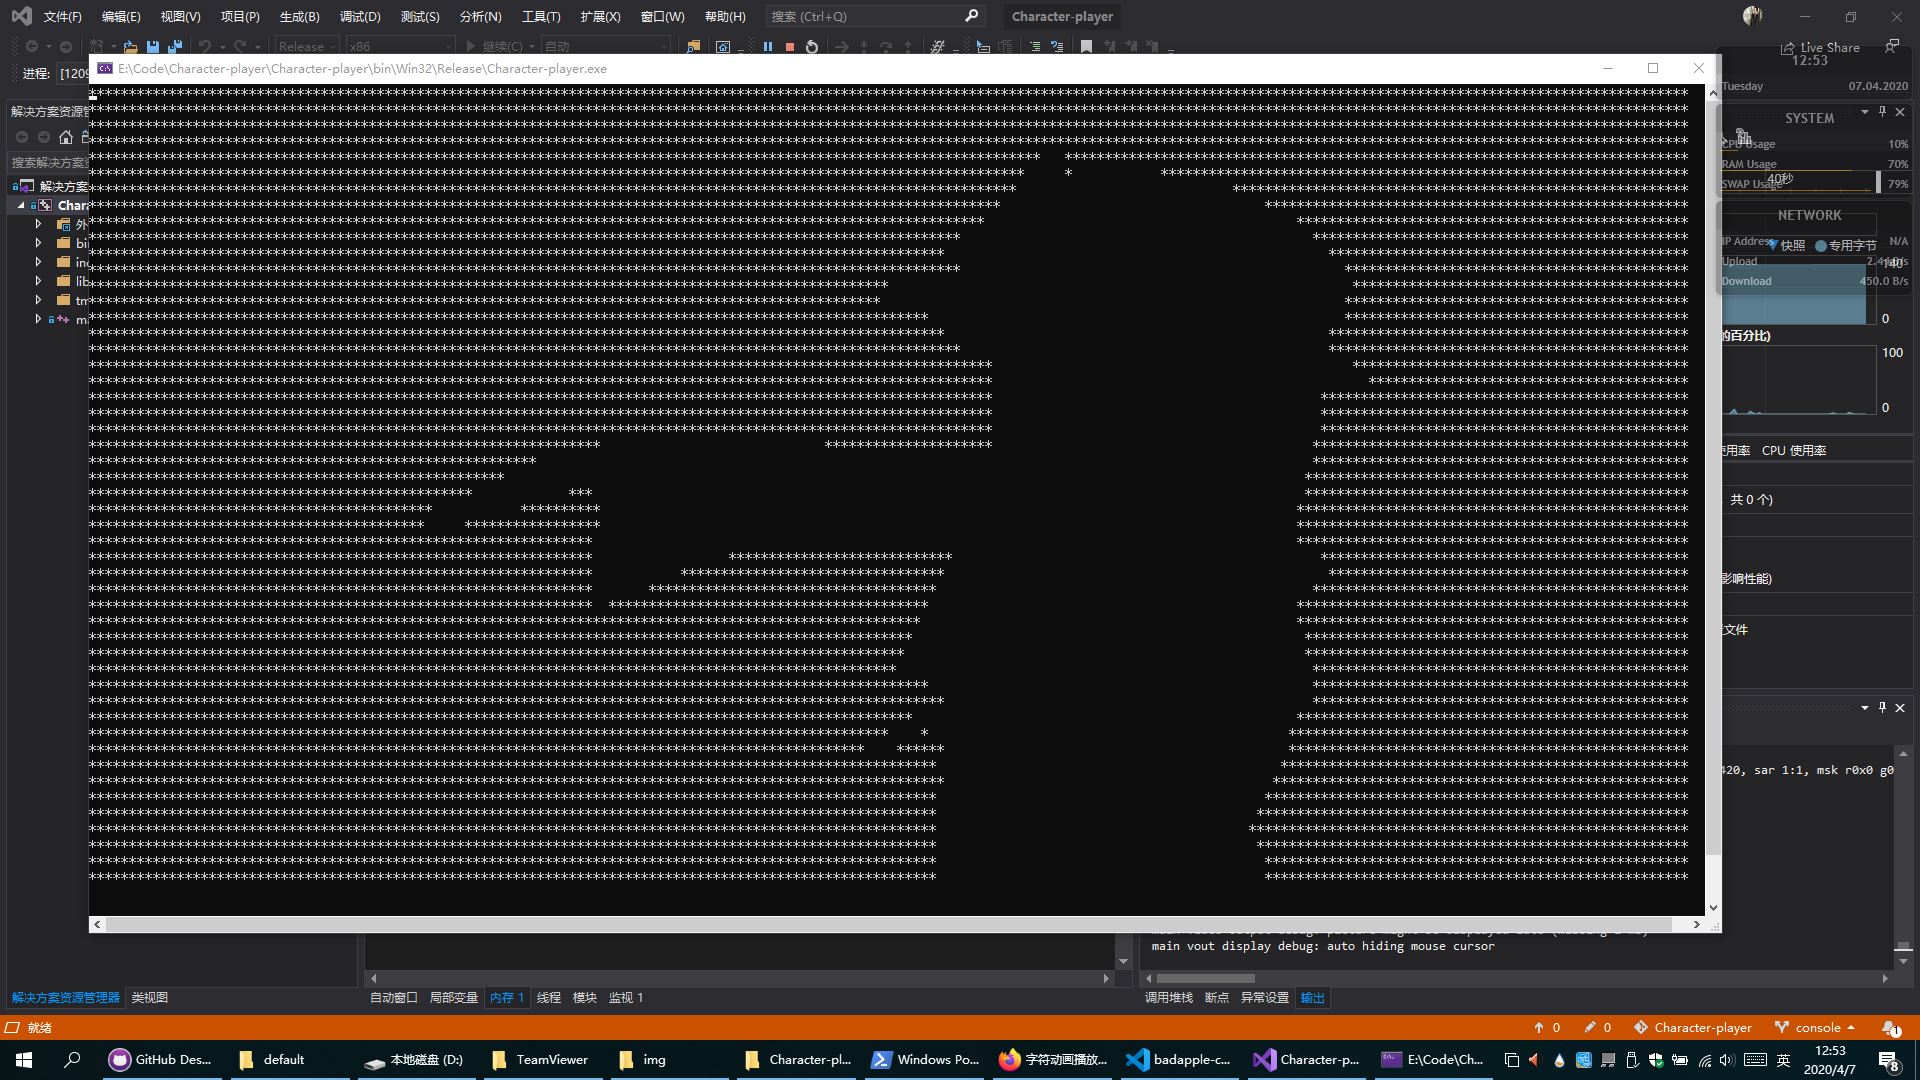 文件(F) 编辑(E) 视图(V) 项目(P) 生成(B) 调试(D) 测试(S) 分析(N) 工具(T) 扩展(X) 窗口(W) 帮助(H) 搜索 (Ctrl+Q) Character-player
Release x86 继续(C) 自动 Live Share
12:53
进程: [1209
E:\Code\Character-player\Character-player\bin\Win32\Release\Character-player.exe
Tuesday 07.04.2020
解决方案资源管
SYSTEM
CPU Usage 10%
搜索解决方案资
RAM Usage 70%
40秒
SWAP Usage 79%
解决方案
Chara
NETWORK
外
IP Address N/A
快照 专用字节
bin
Upload
140
inc
lib
Download 450.0 B/s
tm
0
ma
的百分比)
100
0
使用率 CPU 使用率
共 0 个)
影响性能)
文件
420, sar 1:1, msk r0x0 g0
main vout display debug: auto hiding mouse cursor
解决方案资源管理器 类视图
自动窗口 局部变量 内存 1 线程 模块 监视 1
调用堆栈 断点 异常设置 输出
就绪 0 0 Character-player console 1
GitHub Des... default 本地磁盘 (D:) TeamViewer img Character-pl... Windows Po... 字符动画播放... badapple-c... Character-p... E:\Code\Ch... 英 12:53
2020/4/7 8